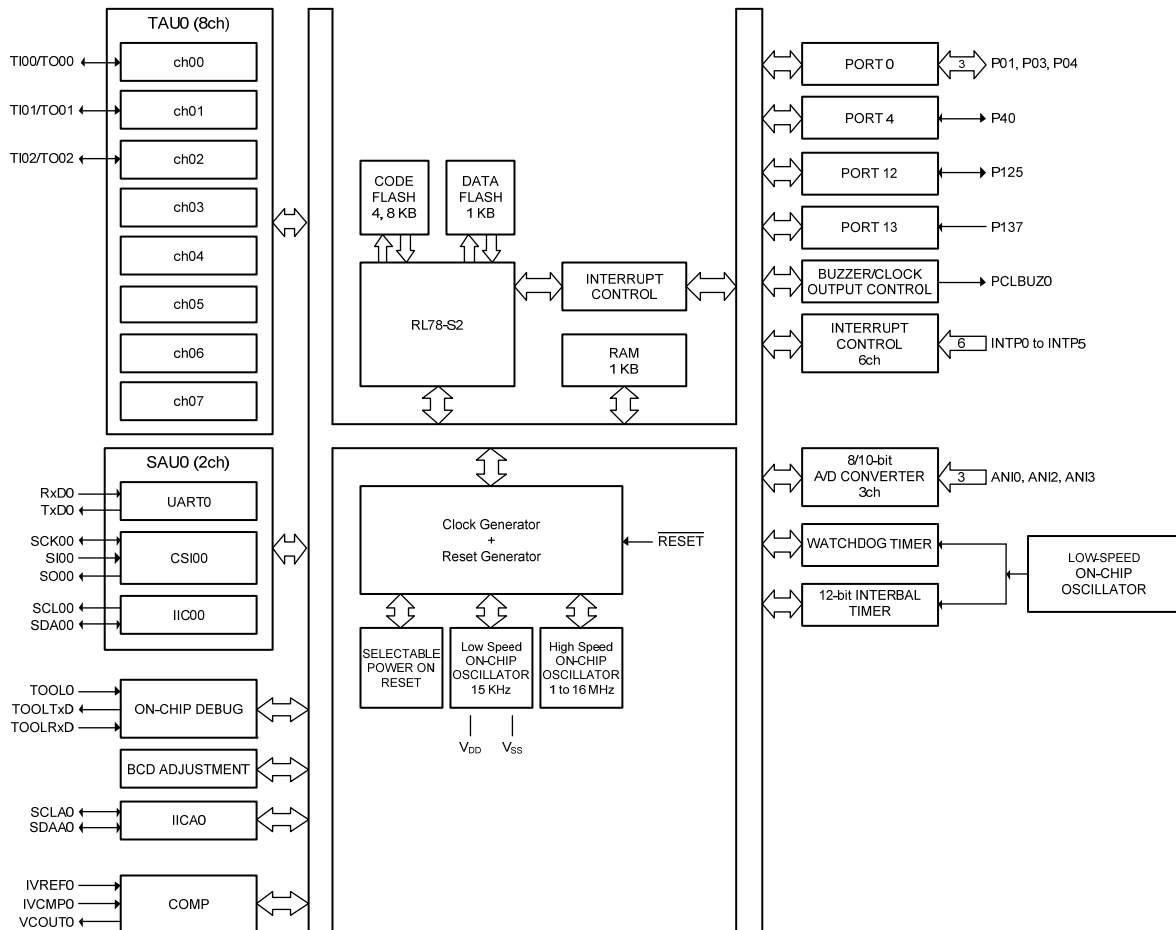 TAU0 (8ch)
TI00/TO00
ch00
TI01/TO01
ch01
TI02/TO02
ch02
ch03
ch04
ch05
ch06
ch07
SAU0 (2ch)
RxD0
TxD0
UART0
SCK00
SI00
SO00
CSI00
SCL00
SDA00
IIC00
TOOL0
TOOLTxD
TOOLRxD
ON-CHIP DEBUG
BCD ADJUSTMENT
SCLA0
SDAA0
IICA0
IVREF0
IVCMP0
VCOUT0
COMP
CODE
FLASH
4, 8 KB
DATA
FLASH
1 KB
RL78-S2
INTERRUPT
CONTROL
RAM
1 KB
Clock Generator
+
Reset Generator
RESET
SELECTABLE
POWER ON
RESET
Low Speed
ON-CHIP
OSCILLATOR
15 KHz
High Speed
ON-CHIP
OSCILLATOR
1 to 16 MHz
VDD
VSS
PORT 0
3
P01, P03, P04
PORT 4
P40
PORT 12
P125
PORT 13
P137
BUZZER/CLOCK
OUTPUT CONTROL
PCLBUZ0
INTERRUPT
CONTROL
6ch
6
INTP0 to INTP5
8/10-bit
A/D CONVERTER
3ch
3
ANI0, ANI2, ANI3
WATCHDOG TIMER
12-bit INTERBAL
TIMER
LOW-SPEED
ON-CHIP
OSCILLATOR